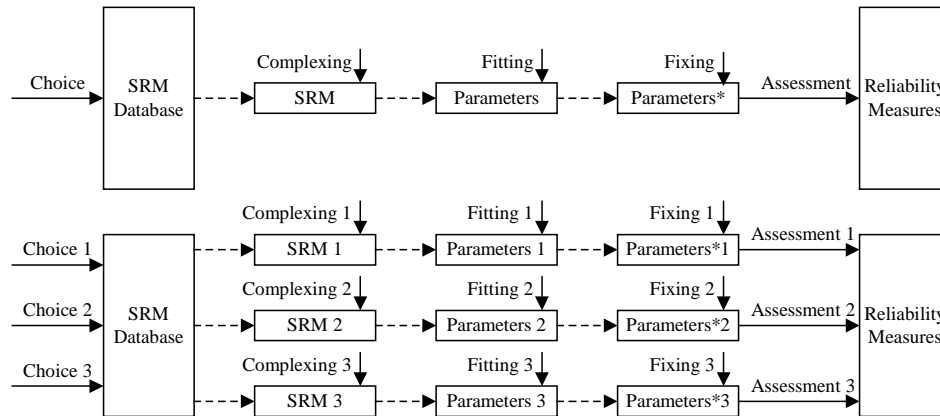 Choice
SRM
Database
Complexing
SRM
Fitting
Parameters
Fixing
Parameters*
Assessment
Reliability
Measures
Choice 1
Choice 2
Choice 3
SRM
Database
Complexing 1
SRM 1
Fitting 1
Parameters 1
Fixing 1
Parameters*1
Assessment 1
Complexing 2
SRM 2
Fitting 2
Parameters 2
Fixing 2
Parameters*2
Assessment 2
Complexing 3
SRM 3
Fitting 3
Parameters 3
Fixing 3
Parameters*3
Assessment 3
Reliability
Measures